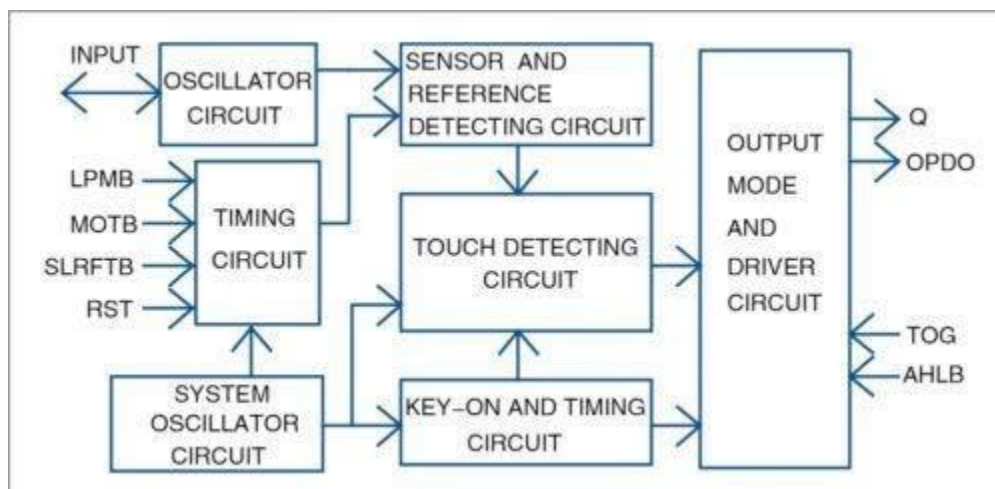 INPUT
OSCILLATOR
CIRCUIT
SENSOR AND
REFERENCE
DETECTING CIRCUIT
LPMB
MOTB
SLRFTB
RST
TIMING
CIRCUIT
TOUCH DETECTING
CIRCUIT
SYSTEM
OSCILLATOR
CIRCUIT
KEY-ON AND TIMING
CIRCUIT
OUTPUT
MODE
AND
DRIVER
CIRCUIT
Q
OPDO
TOG
AHLB